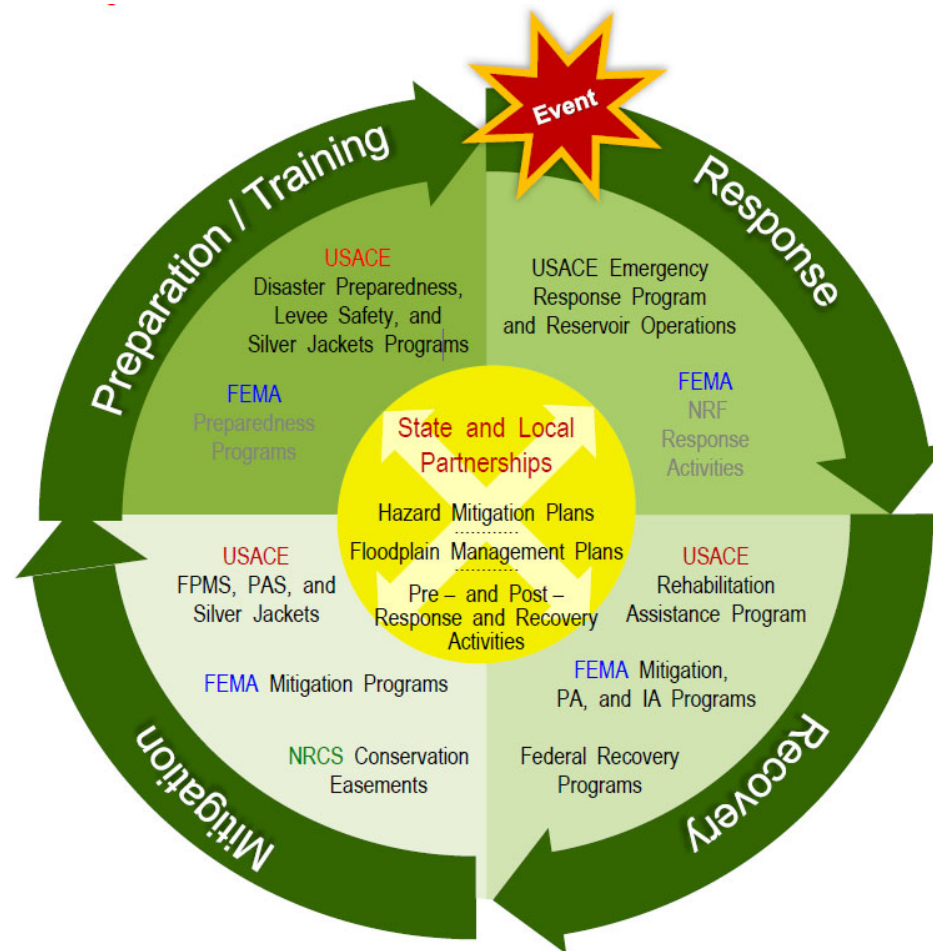 Event
Preparation / Training
USACE
Disaster Preparedness,
Levee Safety, and
Silver Jackets Programs
FEMA
Preparedness
Programs
Response
USACE Emergency
Response Program
and Reservoir Operations
FEMA
NRF
Response
Activities
State and Local
Partnerships
Hazard Mitigation Plans
Floodplain Management Plans
Pre – and Post –
Response and Recovery
Activities
USACE
Rehabilitation
Assistance Program
FEMA Mitigation,
PA, and IA Programs
Federal Recovery
Programs
Recovery
USACE
FPMS, PAS, and
Silver Jackets
FEMA Mitigation Programs
NRCS Conservation
Easements
Mitigation